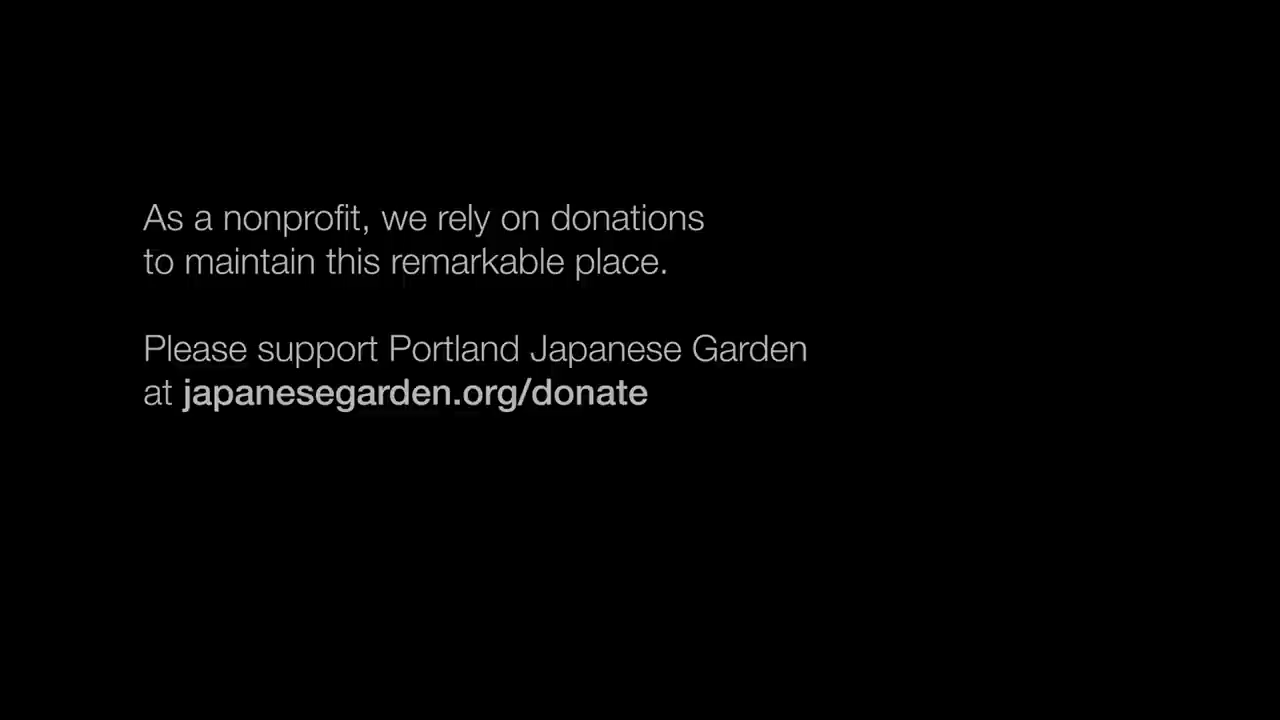 As a nonprofit, we rely on donations
to maintain this remarkable place.
Please support Portland Japanese Garden
at japanesegarden.org/donate